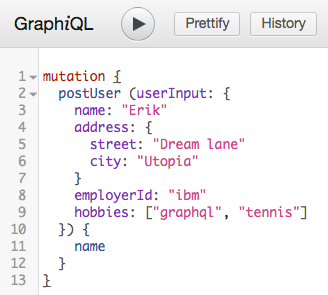 GraphiQL Prettify History
1 mutation {
2 postUser (userInput: {
3 name: "Erik"
4 address: {
5 street: "Dream lane"
6 city: "Utopia"
7 }
8 employerId: "ibm"
9 hobbies: ["graphql", "tennis"]
10 }) {
11 name
12 }
13 }